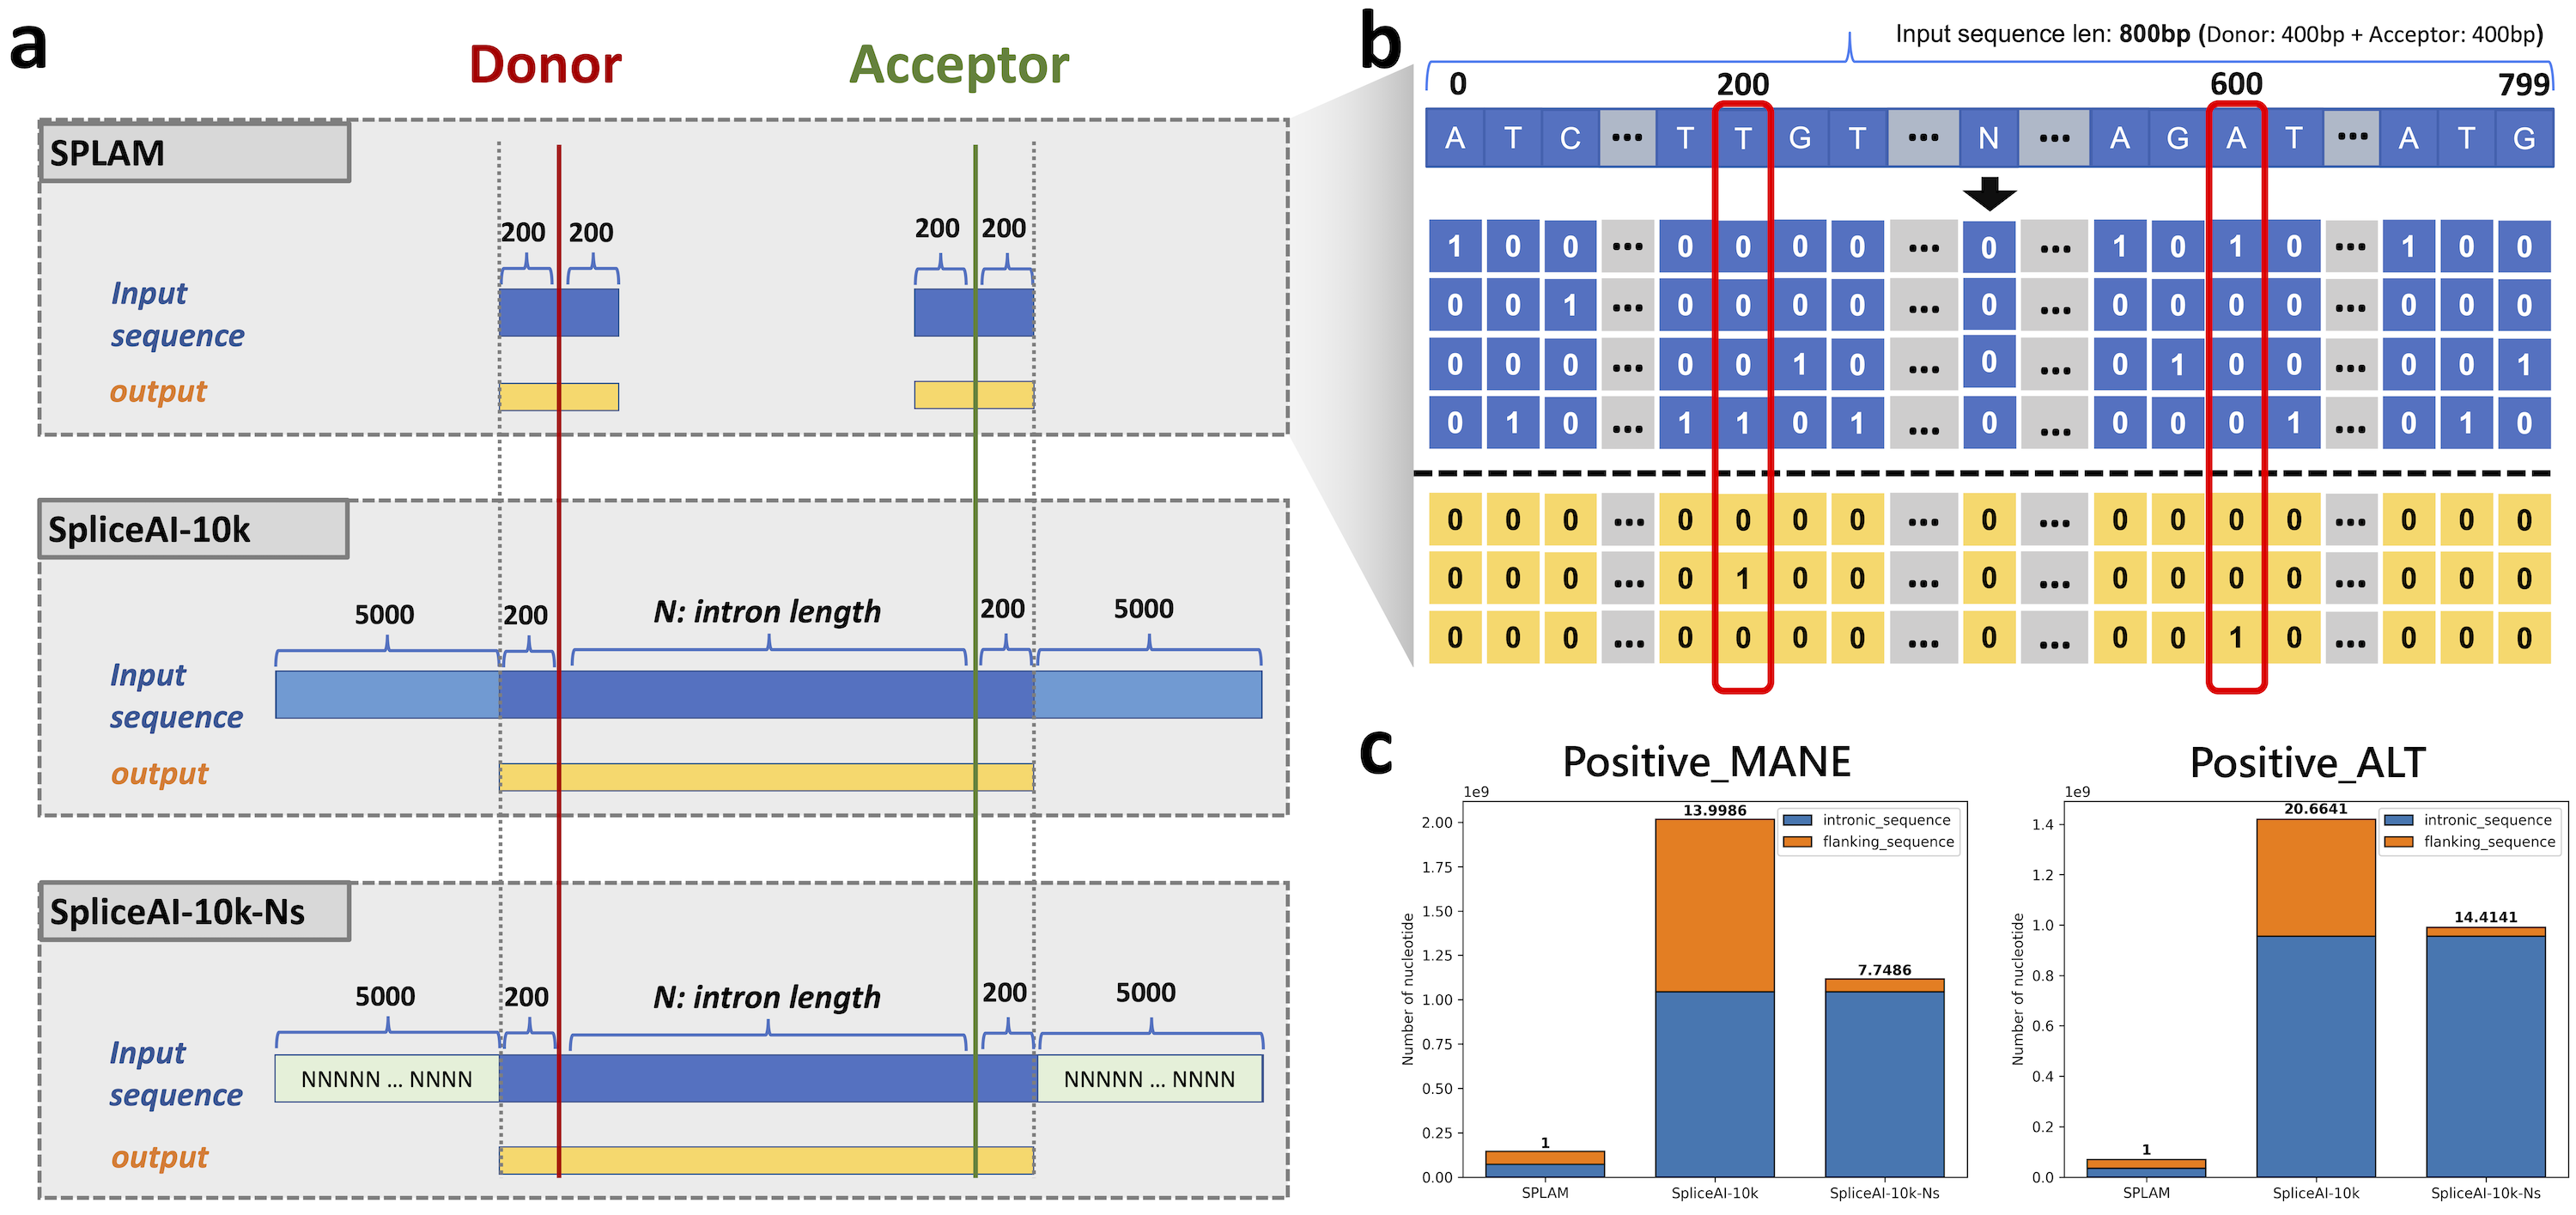 a
Donor
Acceptor
SPLAM
200 200
200 200
Input
sequence
output
SpliceAI-10k
5000 200 N: intron length 200 5000
Input
sequence
output
SpliceAI-10k-Ns
5000 200 N: intron length 200 5000
Input
sequence
NNNNN ... NNNN
NNNNN ... NNNN
output
b
Input sequence len: 800bp (Donor: 400bp + Acceptor: 400bp)
0 200 600 799
A T C ... T T G T ... N ... A G A T ... A T G
1 0 0 ... 0 0 0 0 ... 0 ... 1 0 1 0 ... 1 0 0
0 0 1 ... 0 0 0 0 ... 0 ... 0 0 0 0 ... 0 0 0
0 0 0 ... 0 0 1 0 ... 0 ... 0 1 0 0 ... 0 0 1
0 1 0 ... 1 1 0 1 ... 0 ... 0 0 0 1 ... 0 1 0
0 0 0 ... 0 0 0 0 ... 0 ... 0 0 0 0 ... 0 0 0
0 0 0 ... 0 1 0 0 ... 0 ... 0 0 0 0 ... 0 0 0
0 0 0 ... 0 0 0 0 ... 0 ... 0 0 1 0 ... 0 0 0
c
Positive_MANE
1e9
Number of nucleotide
2.00
1.75
1.50
1.25
1.00
0.75
0.50
0.25
0.00
1
13.9986
7.7486
intronic_sequence
flanking_sequence
SPLAM SpliceAI-10k SpliceAI-10k-Ns
Positive_ALT
1e9
Number of nucleotide
1.4
1.2
1.0
0.8
0.6
0.4
0.2
0.0
1
20.6641
14.4141
intronic_sequence
flanking_sequence
SPLAM SpliceAI-10k SpliceAI-10k-Ns